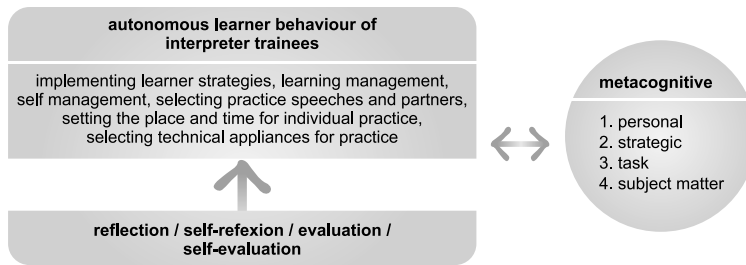 autonomous learner behaviour of
interpreter trainees
implementing learner strategies, learning management,
self management, selecting practice speeches and partners,
setting the place and time for individual practice,
selecting technical appliances for practice
reflection / self-refexion / evaluation /
self-evaluation
metacognitive
1. personal
2. strategic
3. task
4. subject matter